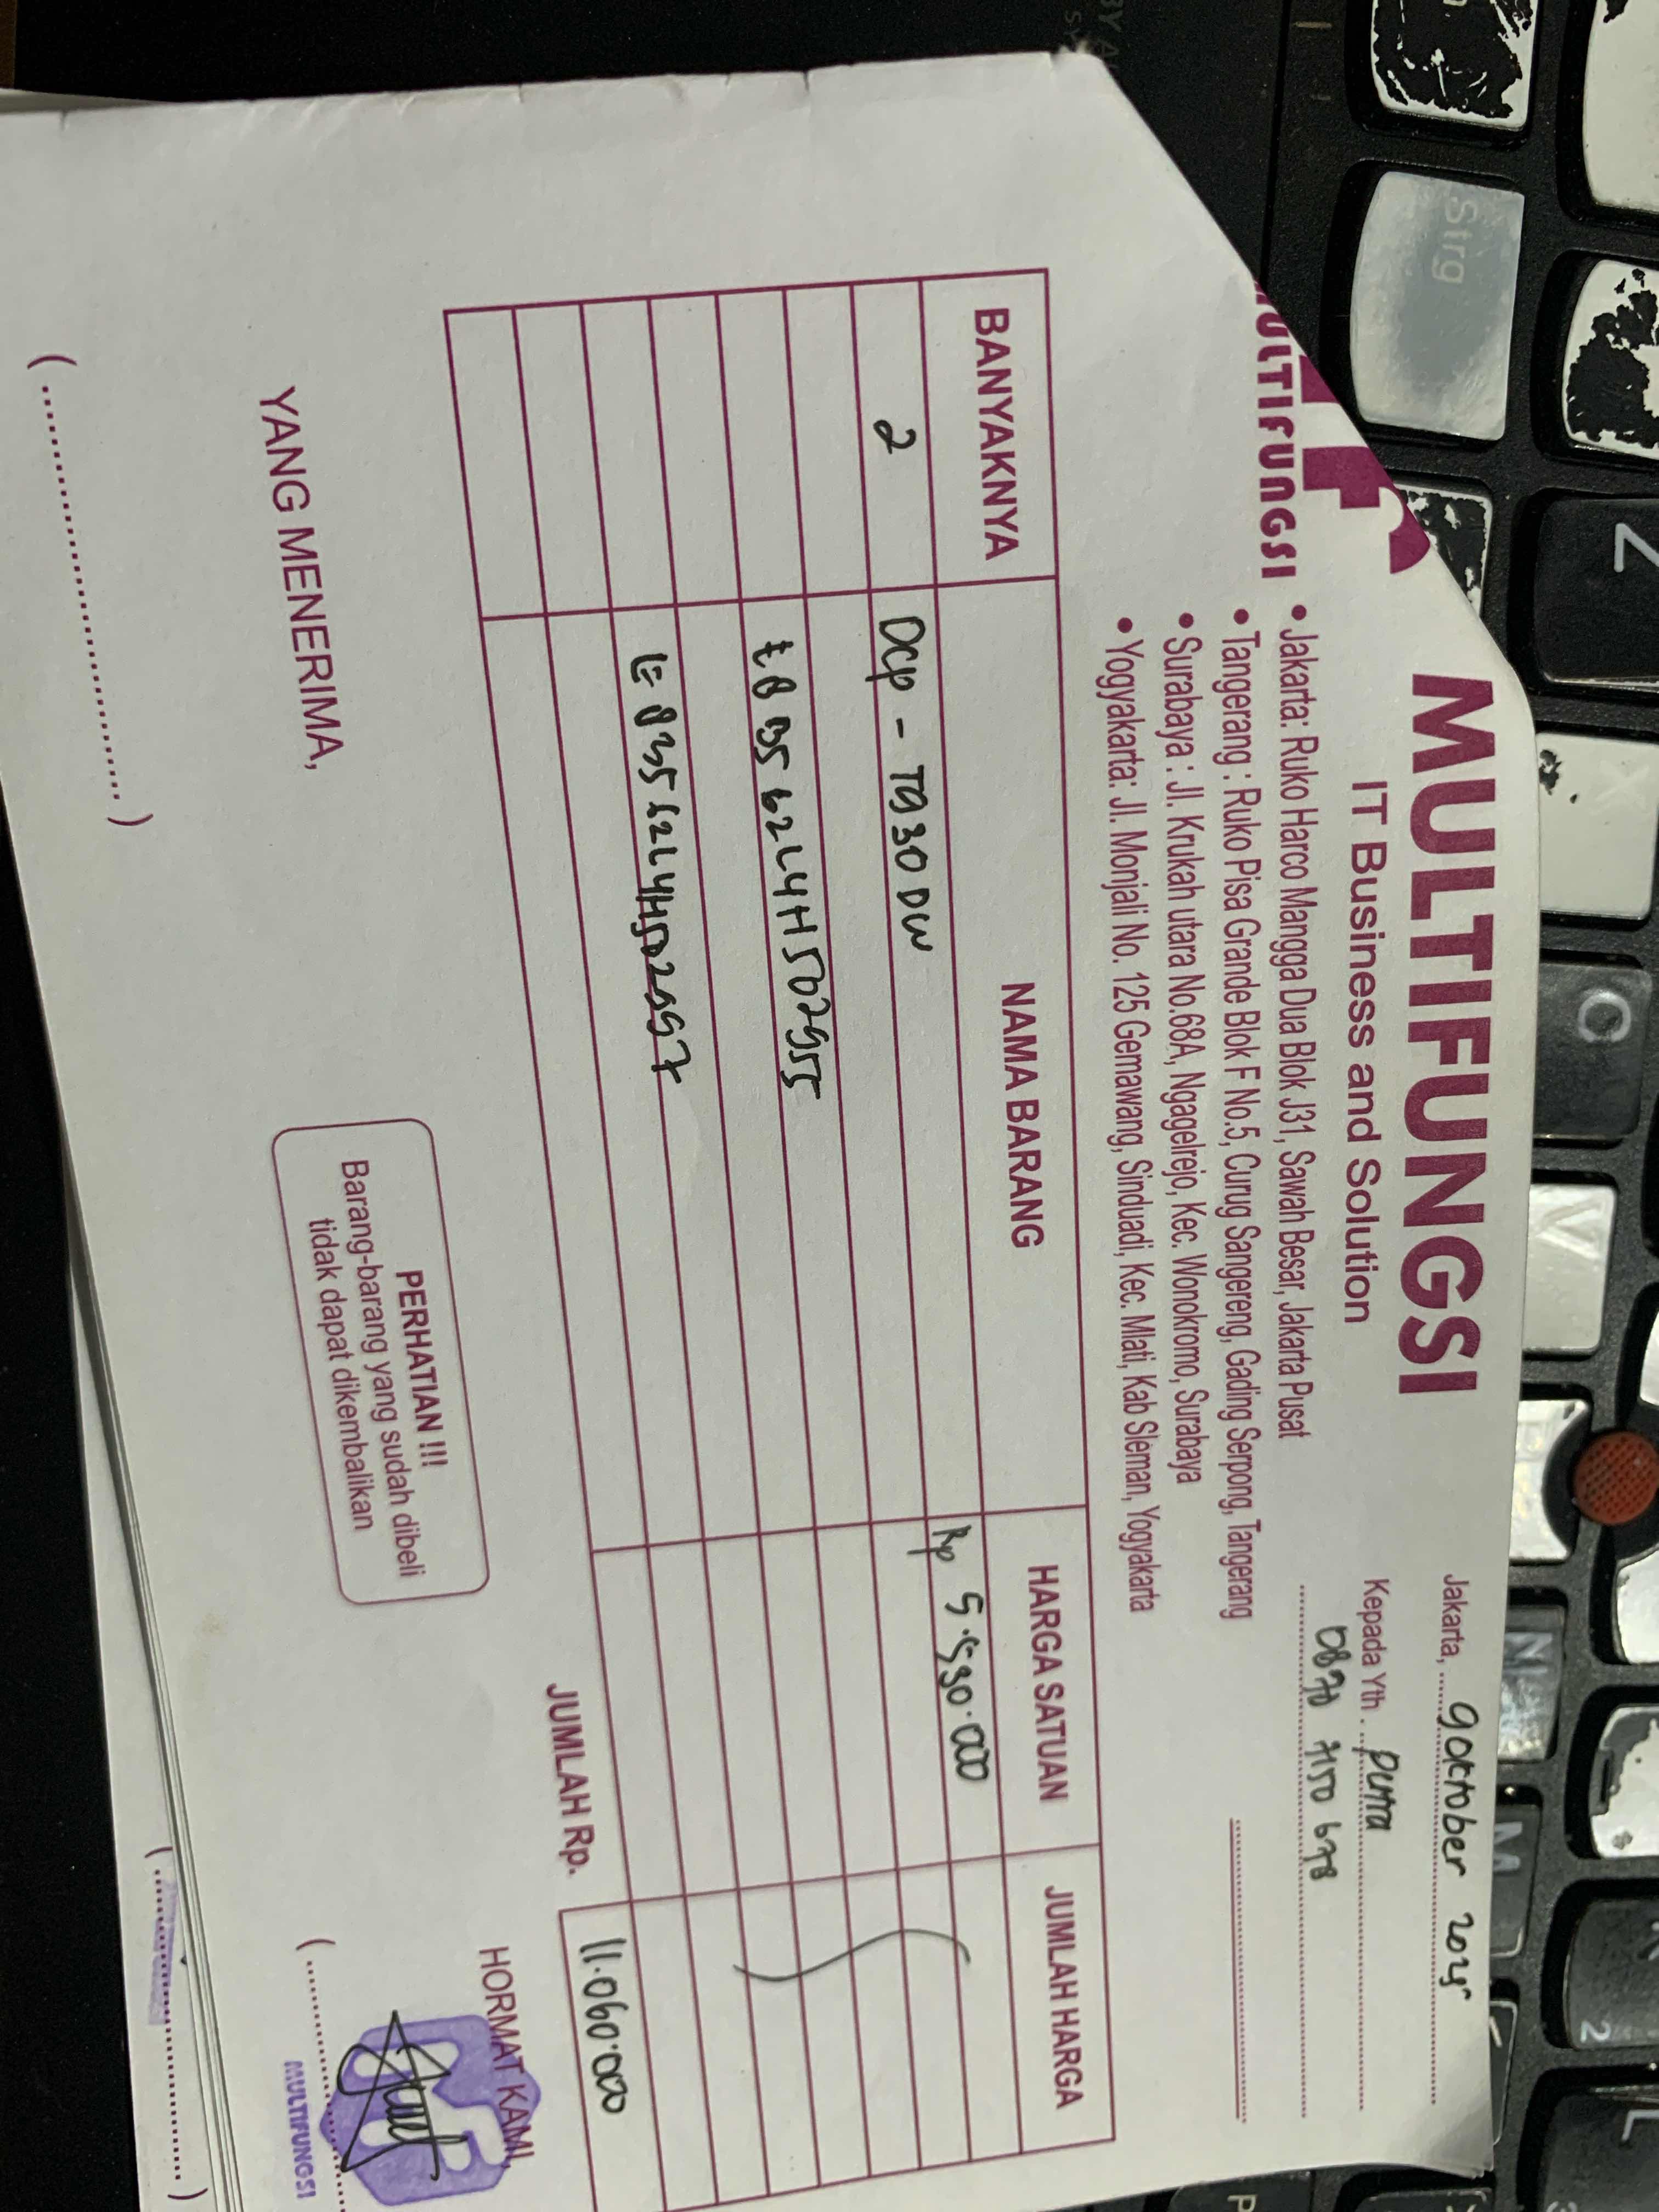 MULTIFUNGSI
IT Business and Solution
ULTIFUNGSI
• Jakarta: Ruko Harco Mangga Dua Blok J31, Sawah Besar, Jakarta Pusat
• Tangerang : Ruko Pisa Grande Blok F No.5, Curug Sangereng, Gading Serpong, Tangerang
• Surabaya : Jl. Krukah utara No.68A, Ngagelrejo, Kec. Wonokromo, Surabaya
• Yogyakarta: Jl. Monjali No. 125 Gemawang, Sinduadi, Kec. Mlati, Kab Sleman, Yogyakarta
Jakarta, 9 October 2025
Kepada Yth. Putra
BANYAKNYA NAMA BARANG HARGA SATUAN JUMLAH HARGA
2 DCP - T930DW Rp 5.530.000
JUMLAH Rp. 11.060.000
YANG MENERIMA,
PERHATIAN !!!
Barang-barang yang sudah dibeli
tidak dapat dikembalikan
HORMAT KAMI,
MULTIFUNGSI
Strg
Z
X
C
V
N
M
L